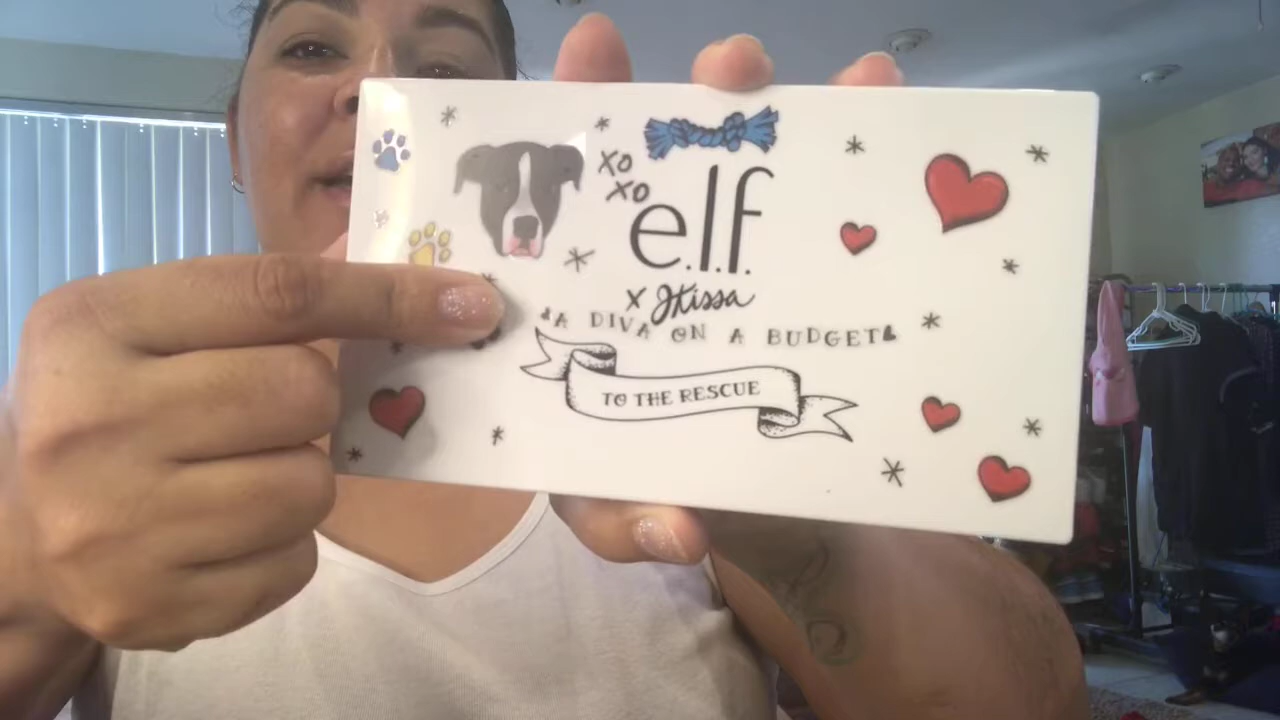 XO
XO
e.l.f.
x Jkissa
A DIVA ON A BUDGET
TO THE RESCUE